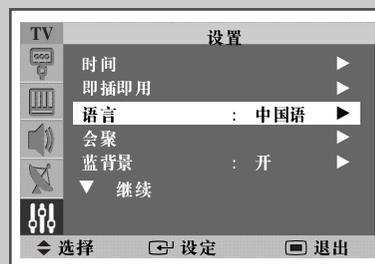 TV 设置
时间
即插即用
语言 : 中国语
会聚
蓝背景 : 开
继续
选择 设定 退出